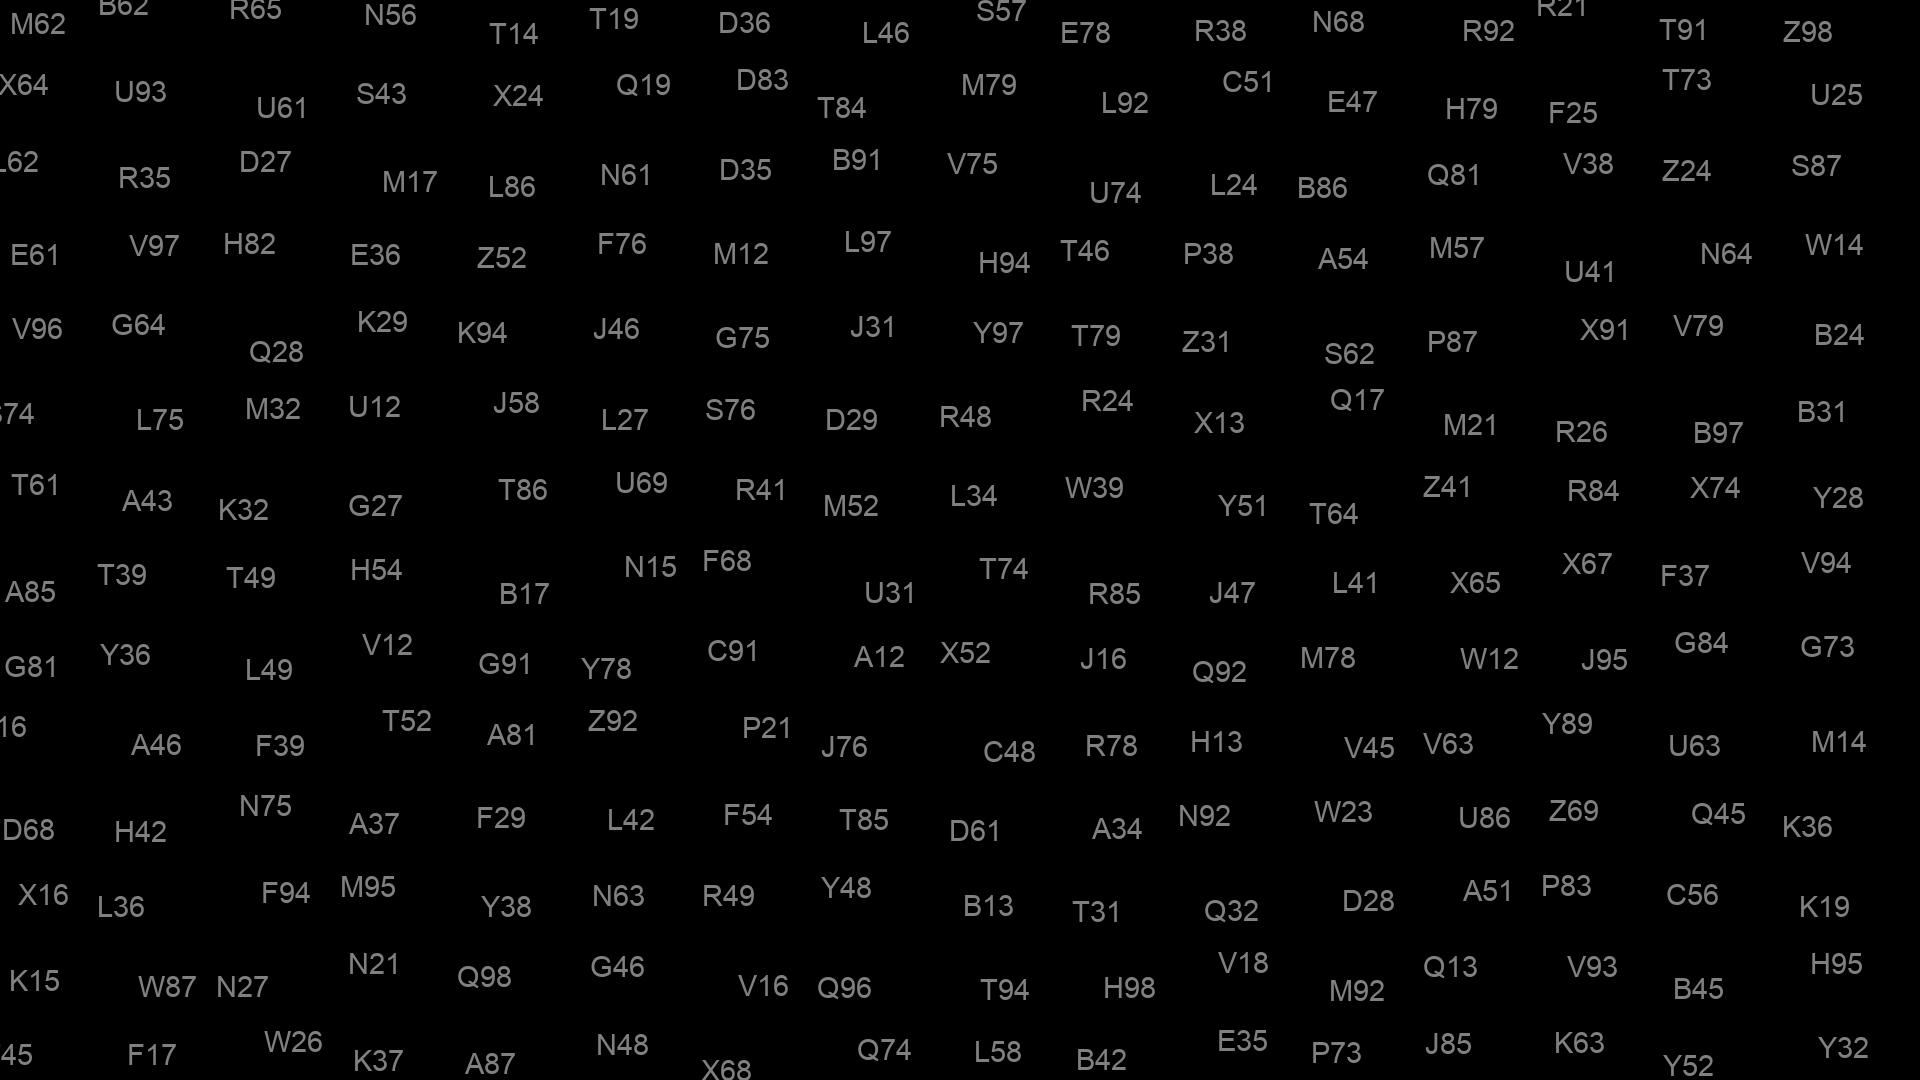 M62 B62 R65 N56 T14 T19 D36 L46 S57 E78 R38 N68 R92 R21 T91 Z98
X64 U93 U61 S43 X24 Q19 D83 T84 M79 L92 C51 E47 H79 F25 T73 U25
L62 R35 D27 M17 L86 N61 D35 B91 V75 U74 L24 B86 Q81 V38 Z24 S87
E61 V97 H82 E36 Z52 F76 M12 L97 H94 T46 P38 A54 M57 U41 N64 W14
V96 G64 Q28 K29 K94 J46 G75 J31 Y97 T79 Z31 S62 P87 X91 V79 B24
L75 M32 U12 J58 L27 S76 D29 R48 R24 X13 Q17 M21 R26 B97 B31
T61 A43 K32 G27 T86 U69 R41 M52 L34 W39 Y51 T64 Z41 R84 X74 Y28
A85 T39 T49 H54 B17 N15 F68 U31 T74 R85 J47 L41 X65 X67 F37 V94
G81 Y36 L49 V12 G91 Y78 C91 A12 X52 J16 Q92 M78 W12 J95 G84 G73
16 A46 F39 T52 A81 Z92 P21 J76 C48 R78 H13 V45 V63 Y89 U63 M14
D68 H42 N75 A37 F29 L42 F54 T85 D61 A34 N92 W23 U86 Z69 Q45 K36
X16 L36 F94 M95 Y38 N63 R49 Y48 B13 T31 Q32 D28 A51 P83 C56 K19
K15 W87 N27 N21 Q98 G46 V16 Q96 T94 H98 V18 M92 Q13 V93 B45 H95
45 F17 W26 K37 A87 N48 X68 Q74 L58 B42 E35 P73 J85 K63 Y52 Y32